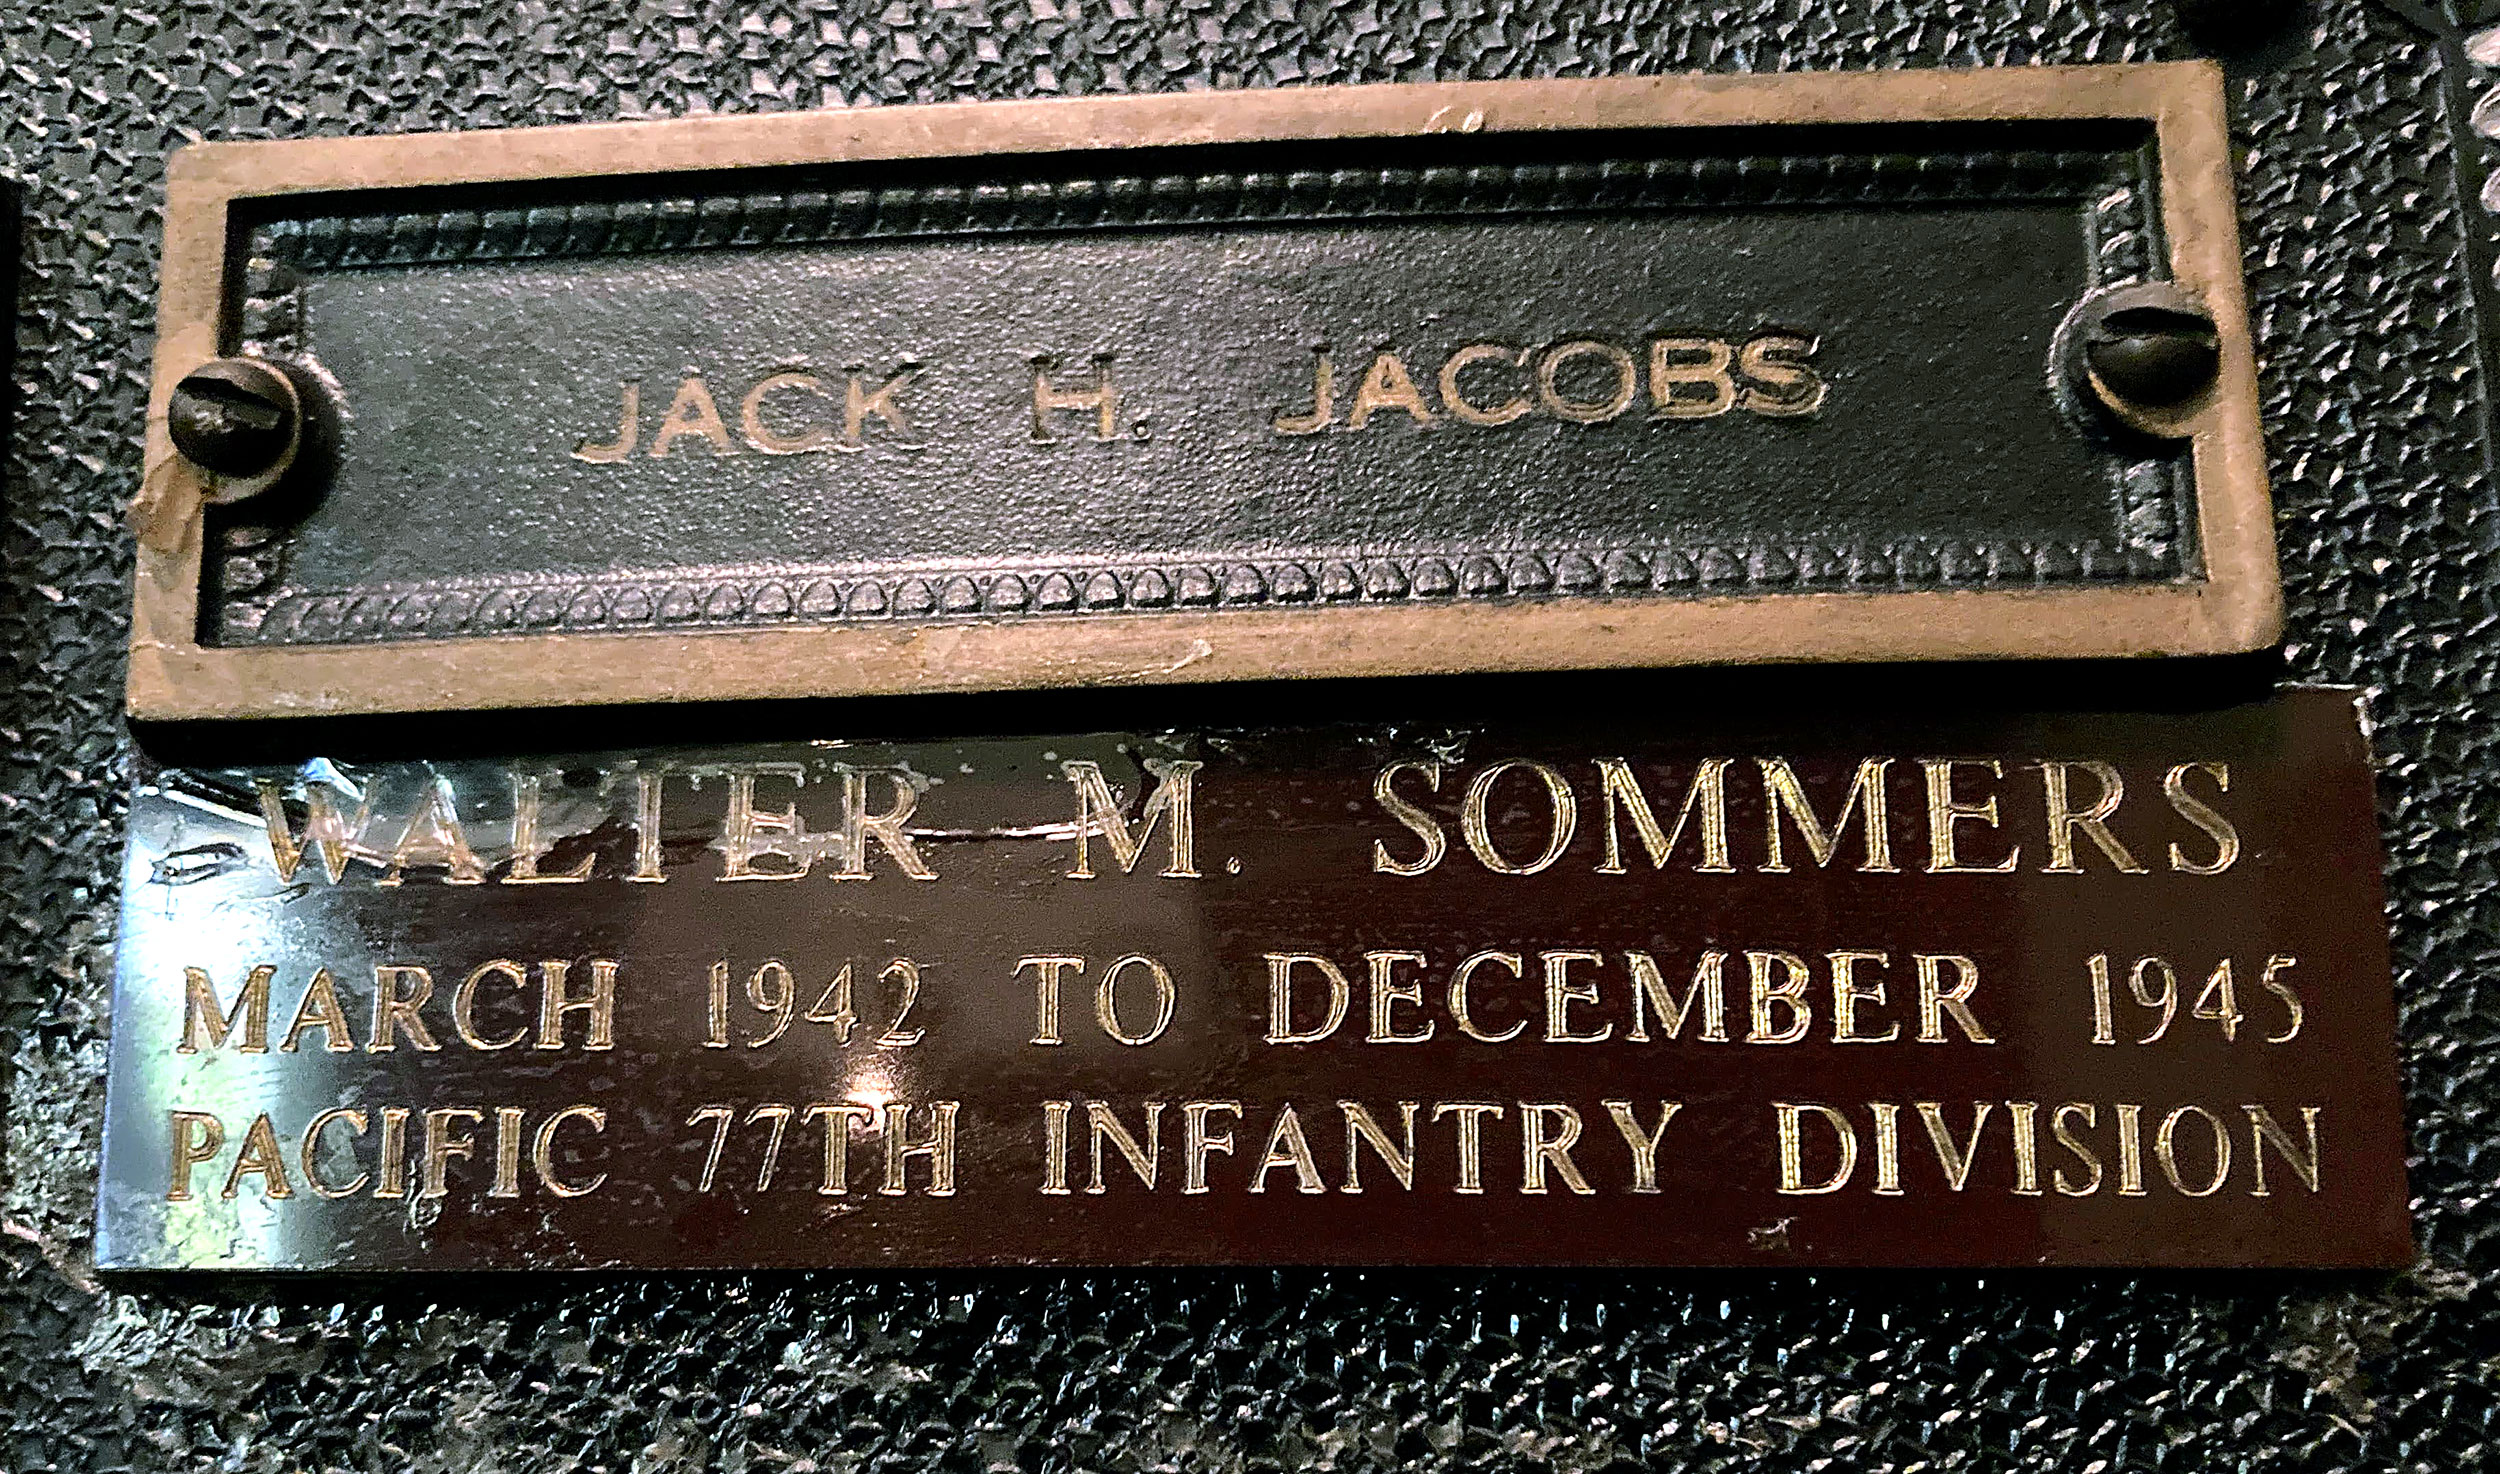 JACK H. JACOBS
WALTER M. SOMMERS
MARCH 1942 TO DECEMBER 1945
PACIFIC 77TH INFANTRY DIVISION